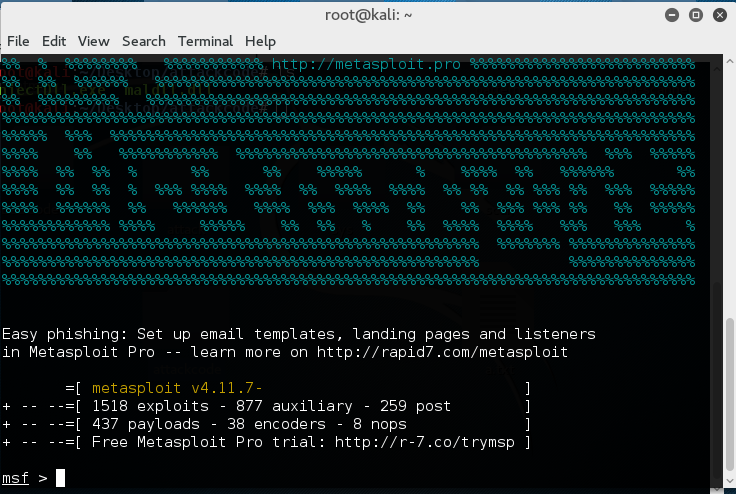 root@kali: ~
File Edit View Search Terminal Help
http://metasploit.pro
METASPLOIT
Easy phishing: Set up email templates, landing pages and listeners
in Metasploit Pro -- learn more on http://rapid7.com/metasploit
=[ metasploit v4.11.7- ]
+ -- --=[ 1518 exploits - 877 auxiliary - 259 post ]
+ -- --=[ 437 payloads - 38 encoders - 8 nops ]
+ -- --=[ Free Metasploit Pro trial: http://r-7.co/trymsp ]
msf >